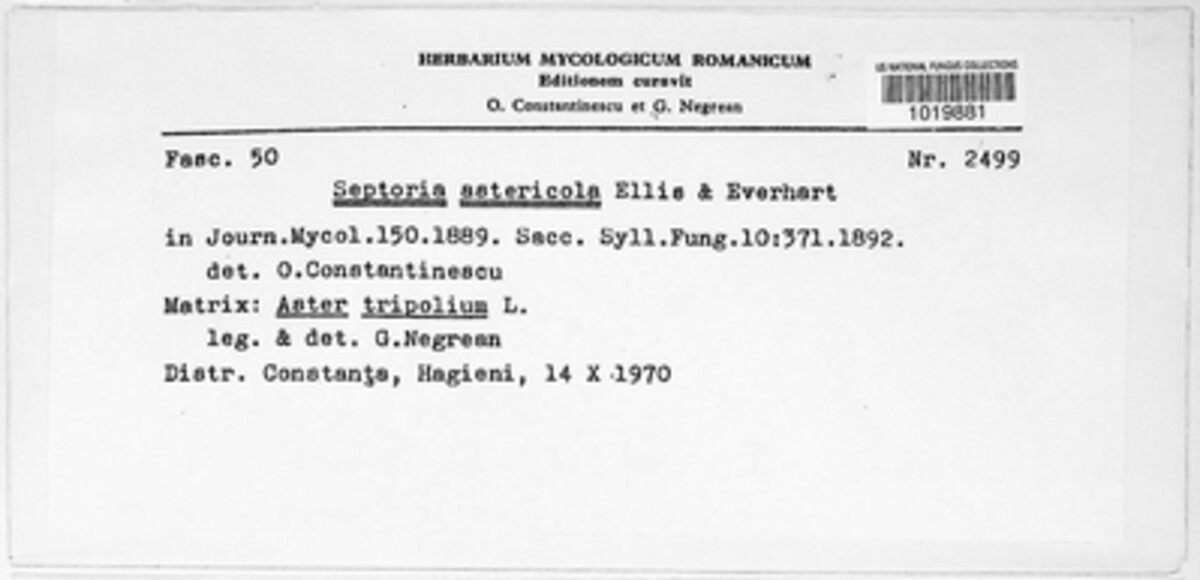 HERBARIUM MYCOLOGICUM ROMANICUM
Editionem curavit
O. Constantinescu et G. Negrean
US NATIONAL FUNGUS COLLECTIONS
1019881
Fasc. 50 Nr. 2499
Septoria astericola Ellis & Everhart
in Journ.Mycol.150.1889. Sacc. Syll.Fung.10:371.1892.
det. O.Constantinescu
Matrix: Aster tripolium L.
leg. & det. G.Negrean
Distr. Constanţa, Hagieni, 14 X 1970